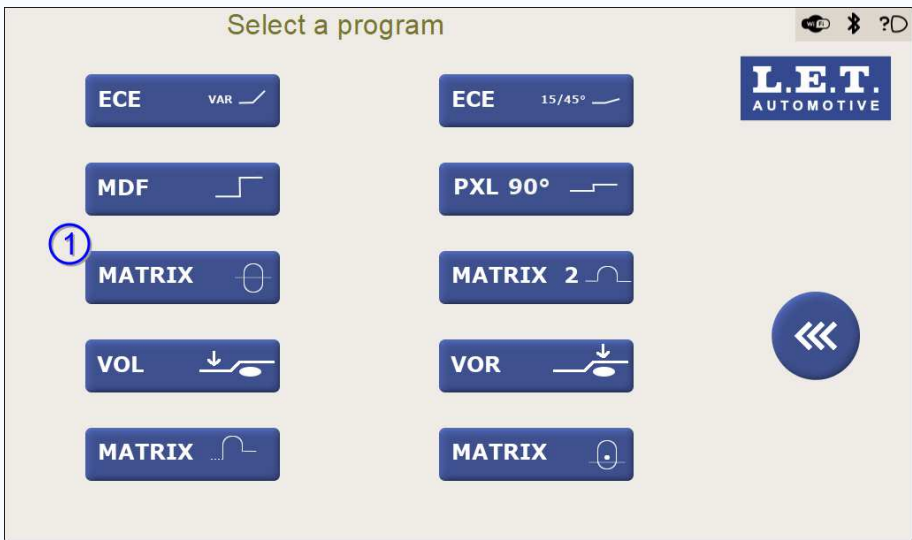 Select a program
WiFi ?
L.E.T.
AUTOMOTIVE
ECE VAR
ECE 15/45°
MDF
PXL 90°
1
MATRIX
MATRIX 2
VOL
VOR
MATRIX ...
MATRIX